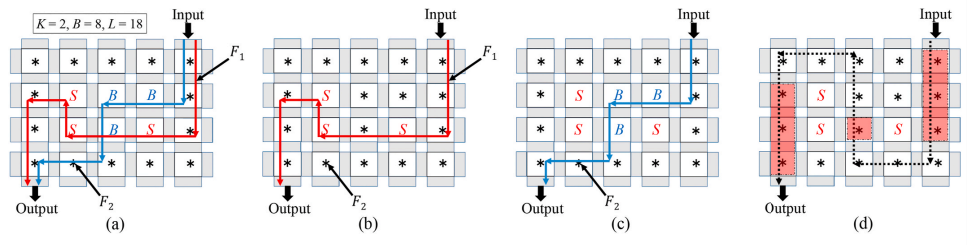 K = 2, B = 8, L = 18
Input
* * * * *
F₁
* S B B *
* S B S *
* * * * *
F₂
Output
(a)
Input
* * * * *
F₁
* S * * *
* S * S *
* * * * *
F₂
Output
(b)
Input
* * * * *
* S B B *
* S B S *
* * * * *
F₂
Output
(c)
Input
* * * * *
* S * * *
* S * S *
* * * * *
Output
(d)